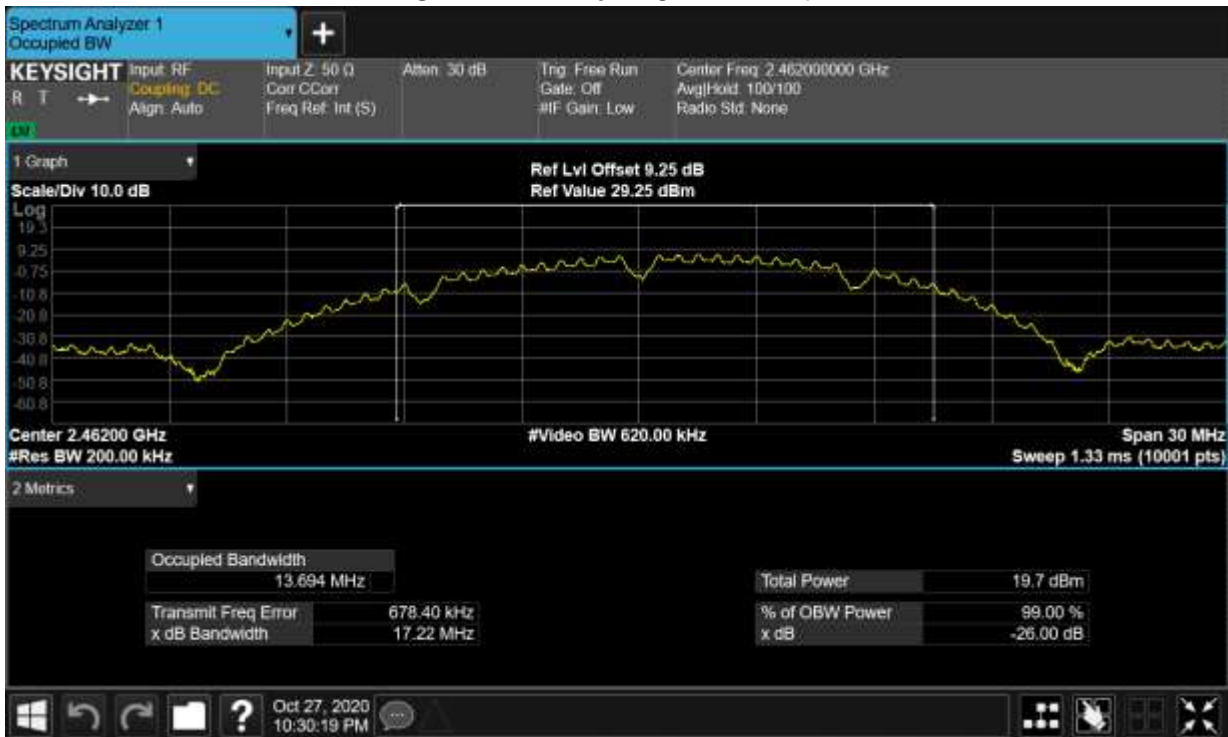 Spectrum Analyzer 1
Occupied BW
+
KEYSIGHT
R T
Input: RF
Coupling: DC
Align: Auto
Input Z: 50 Ω
Corr CCorr
Freq Ref: Int (S)
Atten: 30 dB
Trig: Free Run
Gate: Off
#IF Gain: Low
Center Freq: 2.462000000 GHz
Avg|Hold: 100/100
Radio Std: None
1 Graph
Scale/Div 10.0 dB
Ref Lvl Offset 9.25 dB
Ref Value 29.25 dBm
Log
19.3
9.25
-0.75
-10.8
-20.8
-30.8
-40.8
-50.8
-60.8
Center 2.46200 GHz
#Res BW 200.00 kHz
#Video BW 620.00 kHz
Span 30 MHz
Sweep 1.33 ms (10001 pts)
2 Metrics
Occupied Bandwidth
13.694 MHz
Transmit Freq Error 678.40 kHz
x dB Bandwidth 17.22 MHz
Total Power 19.7 dBm
% of OBW Power 99.00 %
x dB -26.00 dB
?
Oct 27, 2020
10:30:19 PM